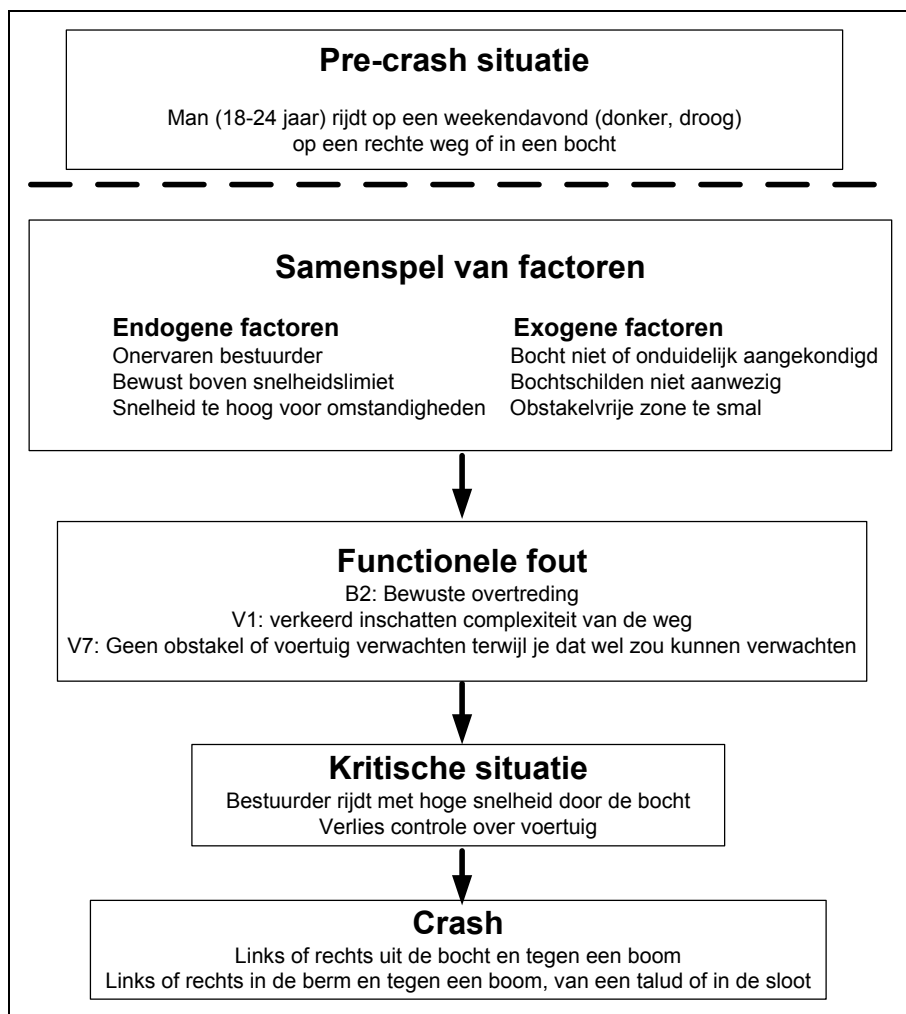 Pre-crash situatie
Man (18-24 jaar) rijdt op een weekendavond (donker, droog)
op een rechte weg of in een bocht
Samenspel van factoren
Endogene factoren
Onervaren bestuurder
Bewust boven snelheidslimiet
Snelheid te hoog voor omstandigheden
Exogene factoren
Bocht niet of onduidelijk aangekondigd
Bochtschilden niet aanwezig
Obstakelvrije zone te smal
Functionele fout
B2: Bewuste overtreding
V1: verkeerd inschatten complexiteit van de weg
V7: Geen obstakel of voertuig verwachten terwijl je dat wel zou kunnen verwachten
Kritische situatie
Bestuurder rijdt met hoge snelheid door de bocht
Verlies controle over voertuig
Crash
Links of rechts uit de bocht en tegen een boom
Links of rechts in de berm en tegen een boom, van een talud of in de sloot